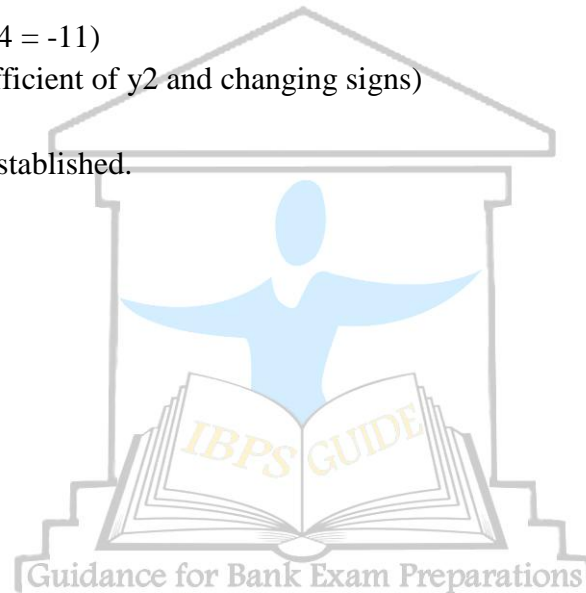 4 = -11)
fficient of y2 and changing signs)
stablished.
IBPS GUIDE
Guidance for Bank Exam Preparations